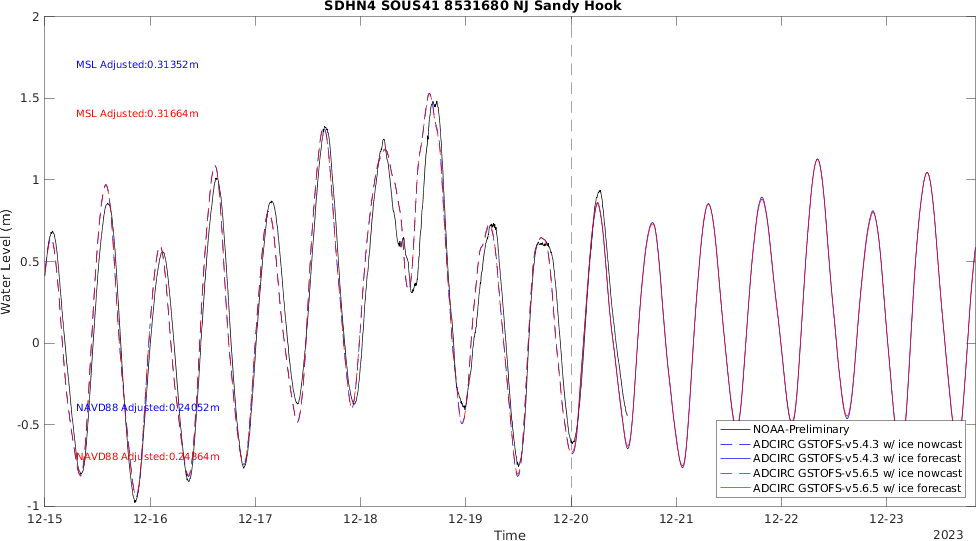 SDHN4 SOUS41 8531680 NJ Sandy Hook
2
1.5
1
0.5
0
-0.5
-1
Water Level (m)
MSL Adjusted:0.31352m
MSL Adjusted:0.31664m
NAVD88 Adjusted:0.24052m
NAVD88 Adjusted:0.24364m
NOAA-Preliminary
ADCIRC GSTOFS-v5.4.3 w/ ice nowcast
ADCIRC GSTOFS-v5.4.3 w/ ice forecast
ADCIRC GSTOFS-v5.6.5 w/ ice nowcast
ADCIRC GSTOFS-v5.6.5 w/ ice forecast
12-15 12-16 12-17 12-18 12-19 12-20 12-21 12-22 12-23
Time
2023